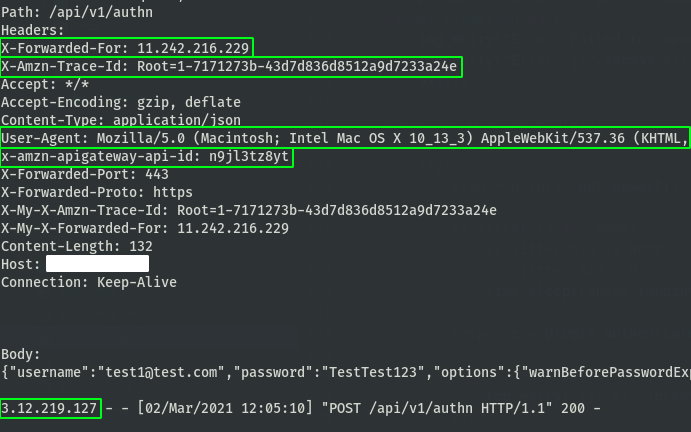 Path: /api/v1/authn
Headers:
X-Forwarded-For: 11.242.216.229
X-Amzn-Trace-Id: Root=1-7171273b-43d7d836d8512a9d7233a24e
Accept: */*
Accept-Encoding: gzip, deflate
Content-Type: application/json
User-Agent: Mozilla/5.0 (Macintosh; Intel Mac OS X 10_13_3) AppleWebKit/537.36 (KHTML,
x-amzn-apigateway-api-id: n9jl3tz8yt
X-Forwarded-Port: 443
X-Forwarded-Proto: https
X-My-X-Amzn-Trace-Id: Root=1-7171273b-43d7d836d8512a9d7233a24e
X-My-X-Forwarded-For: 11.242.216.229
Content-Length: 132
Host:
Connection: Keep-Alive
Body:
{"username":"test1@test.com","password":"TestTest123","options":{"warnBeforePasswordExp
3.12.219.127 - - [02/Mar/2021 12:05:10] "POST /api/v1/authn HTTP/1.1" 200 -